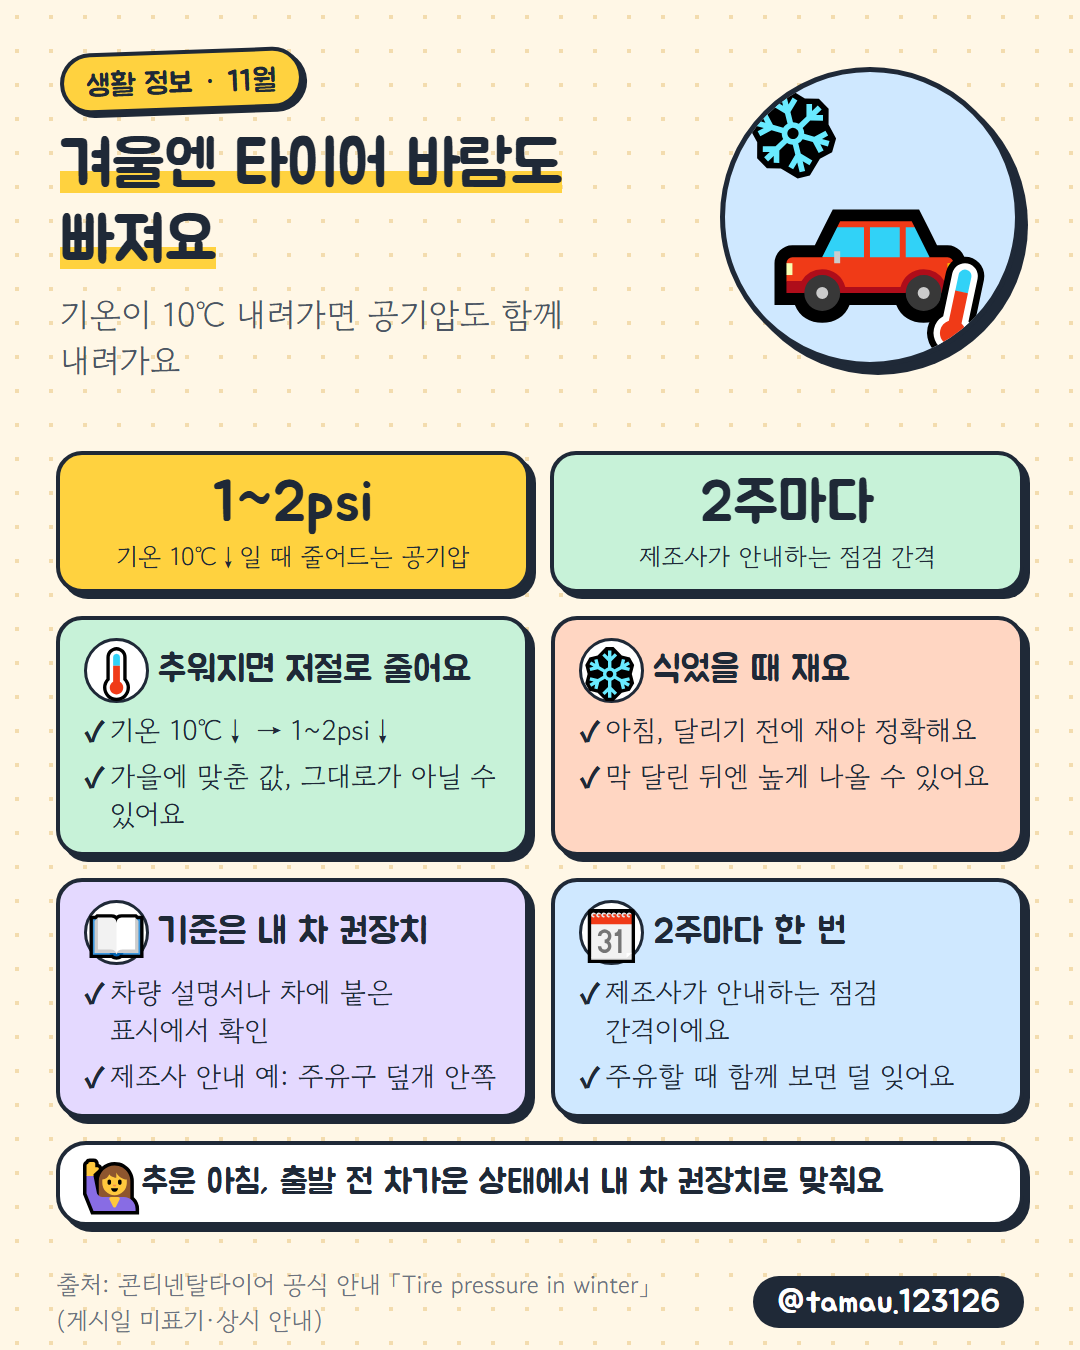 생활 정보 · 11월
겨울엔 타이어 바람도
빠져요
기온이 10℃ 내려가면 공기압도 함께
내려가요
1~2psi
기온 10℃↓일 때 줄어드는 공기압
2주마다
제조사가 안내하는 점검 간격
추워지면 저절로 줄어요
✓기온 10℃↓ → 1~2psi↓
✓가을에 맞춘 값, 그대로가 아닐 수
있어요
식었을 때 재요
✓아침, 달리기 전에 재야 정확해요
✓막 달린 뒤엔 높게 나올 수 있어요
기준은 내 차 권장치
✓차량 설명서나 차에 붙은
표시에서 확인
✓제조사 안내 예: 주유구 덮개 안쪽
31
2주마다 한 번
✓제조사가 안내하는 점검
간격이에요
✓주유할 때 함께 보면 덜 잊어요
추운 아침, 출발 전 차가운 상태에서 내 차 권장치로 맞춰요
출처: 콘티넨탈타이어 공식 안내 「Tire pressure in winter」
(게시일 미표기·상시 안내)
@tamau.123126